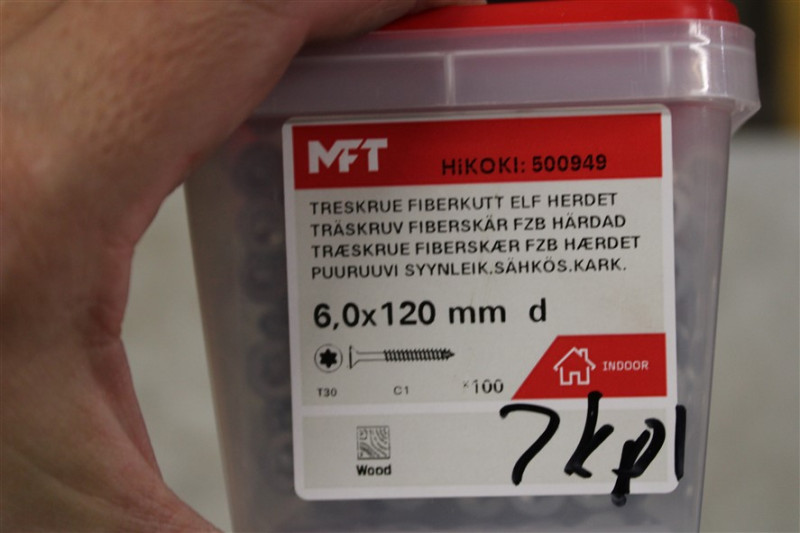 MFT
HiKOKI: 500949
TRESKRUE FIBERKUTT ELF HERDET
TRÄSKRUV FIBERSKÄR FZB HÄRDAD
TRÆSKRUE FIBERSKÆR FZB HÆRDET
PUURUUVI SYYNLEIK.SÄHKÖS.KARK.
6,0x120 mm d
INDOOR
T30 C1 x100
7kpl
Wood